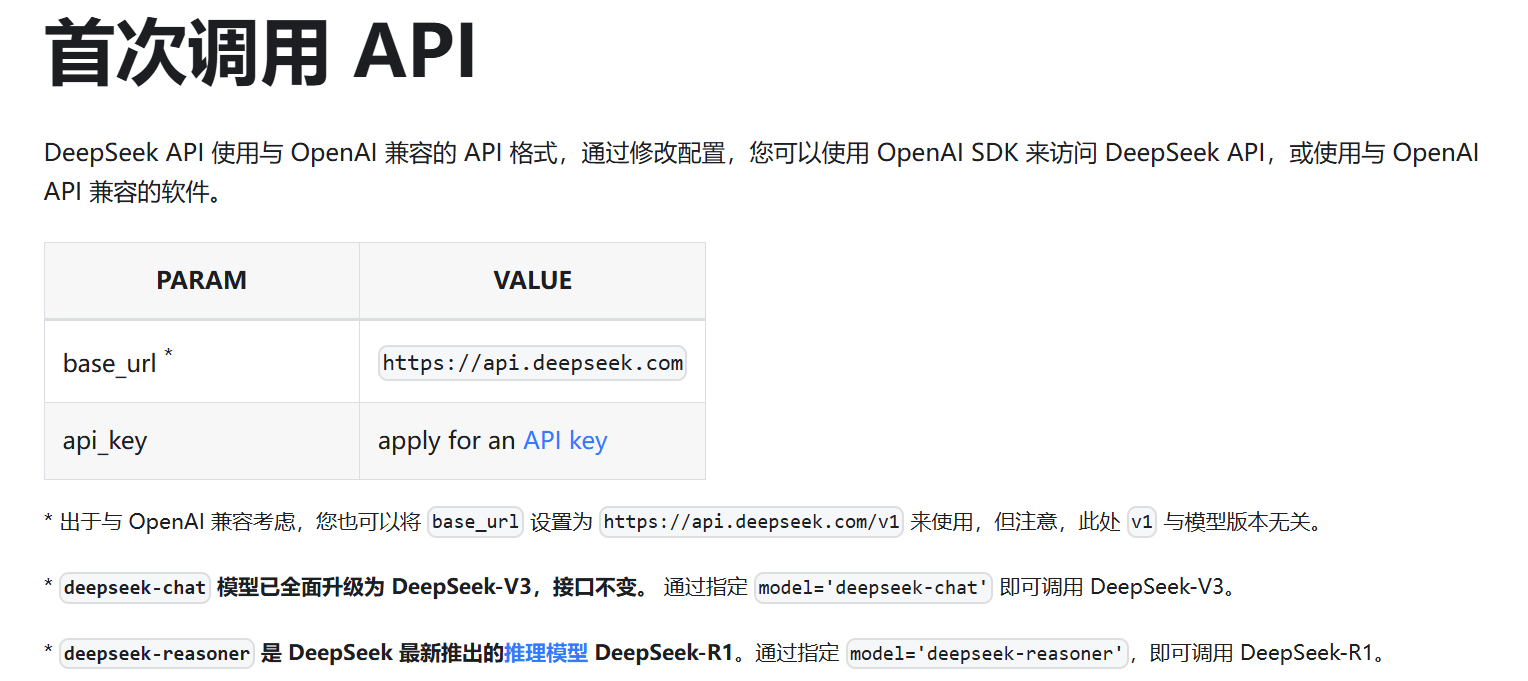 首次调用 API
DeepSeek API 使用与 OpenAI 兼容的 API 格式，通过修改配置，您可以使用 OpenAI SDK 来访问 DeepSeek API，或使用与 OpenAI
API 兼容的软件。
PARAM VALUE
base_url * https://api.deepseek.com
api_key apply for an API key
* 出于与 OpenAI 兼容考虑，您也可以将 base_url 设置为 https://api.deepseek.com/v1 来使用，但注意，此处 v1 与模型版本无关。
* deepseek-chat 模型已全面升级为 DeepSeek-V3，接口不变。 通过指定 model='deepseek-chat' 即可调用 DeepSeek-V3。
* deepseek-reasoner 是 DeepSeek 最新推出的推理模型 DeepSeek-R1。通过指定 model='deepseek-reasoner'，即可调用 DeepSeek-R1。